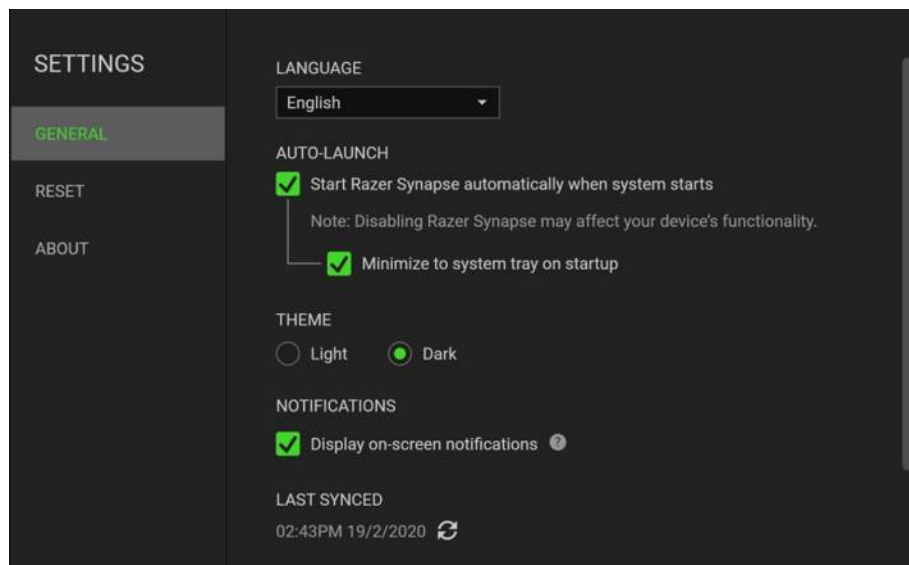 SETTINGS
GENERAL
RESET
ABOUT
LANGUAGE
English
AUTO-LAUNCH
Start Razer Synapse automatically when system starts
Note: Disabling Razer Synapse may affect your device's functionality.
Minimize to system tray on startup
THEME
Light
Dark
NOTIFICATIONS
Display on-screen notifications ?
LAST SYNCED
02:43PM 19/2/2020